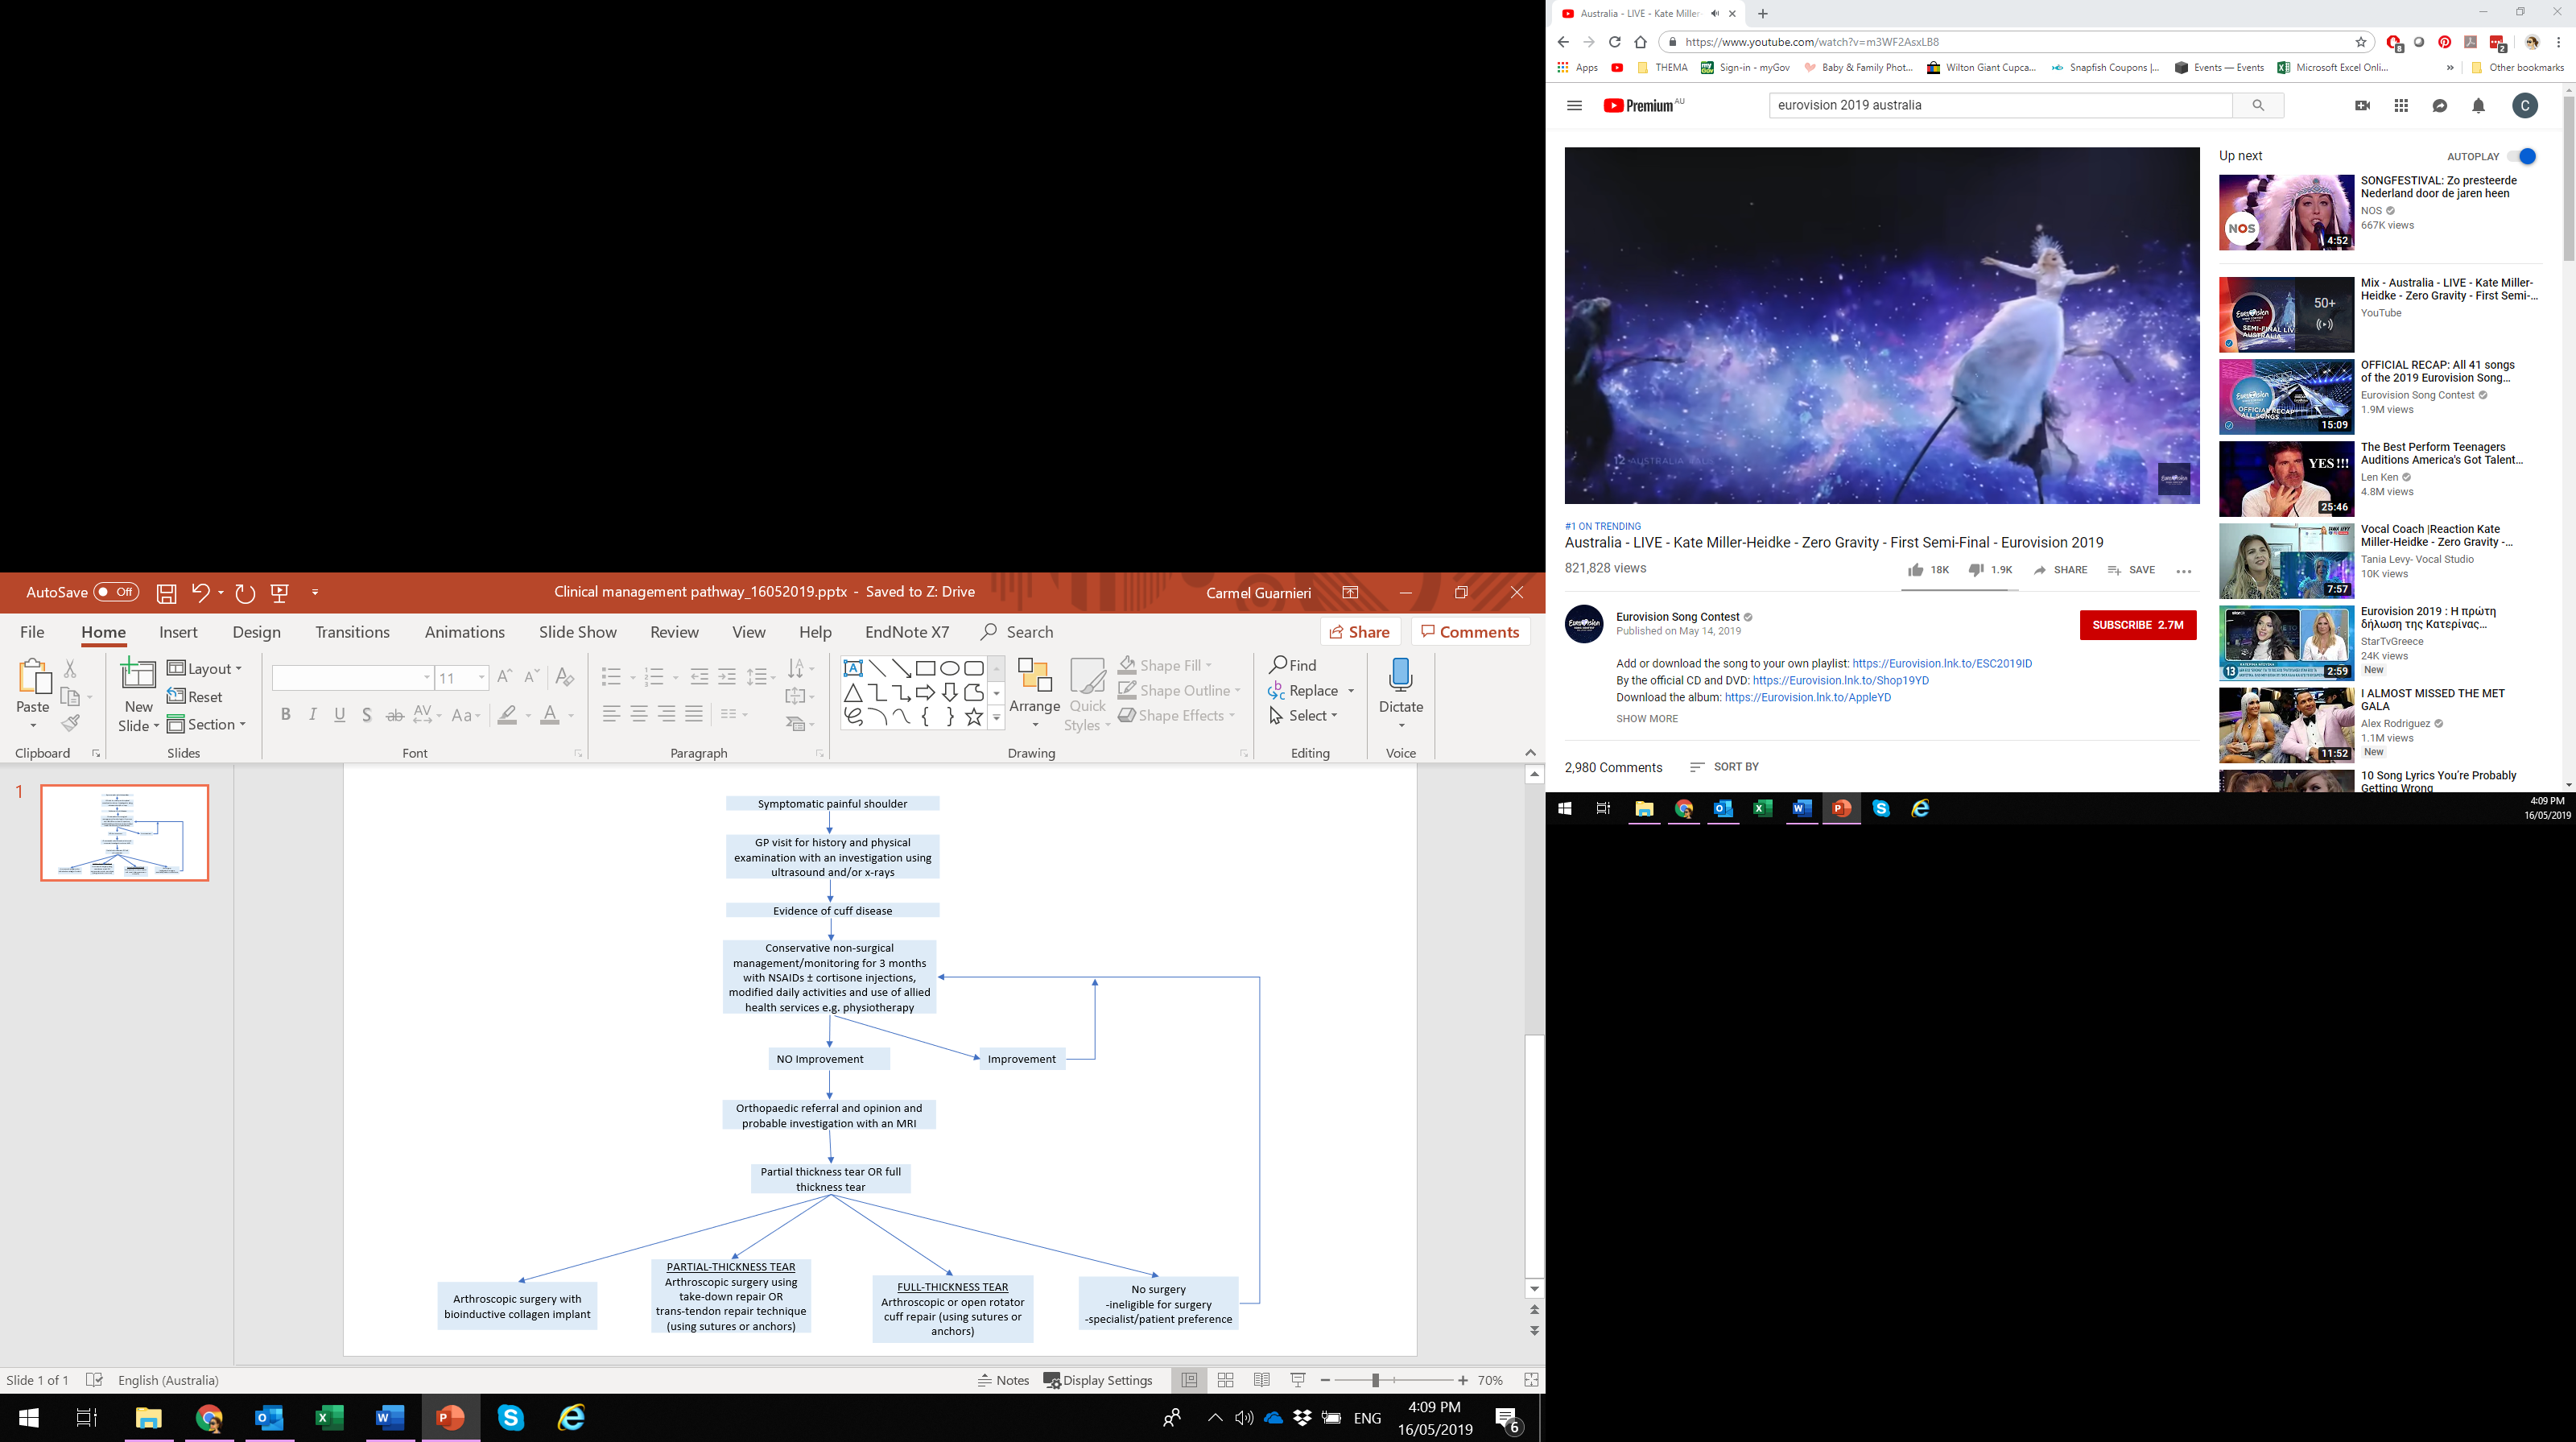 AutoSave Off
Clinical management pathway_16052019.pptx - Saved to Z: Drive
Carmel Guarnieri
File Home Insert Design Transitions Animations Slide Show Review View Help EndNote X7 Search
Share Comments
Paste
New
Slide
Layout
Reset
Section
11
B I U S ab AV Aa A
Arrange
Quick
Styles
Shape Fill
Shape Outline
Shape Effects
Find
Replace
Select
Dictate
Clipboard Slides Font Paragraph Drawing Editing Voice
1
Symptomatic painful shoulder
GP visit for history and physical
examination with an investigation using
ultrasound and/or x-rays
Evidence of cuff disease
Conservative non-surgical
management/monitoring for 3 months
with NSAIDs ± cortisone injections,
modified daily activities and use of allied
health services e.g. physiotherapy
NO Improvement
Improvement
Orthopaedic referral and opinion and
probable investigation with an MRI
Partial thickness tear OR full
thickness tear
Arthroscopic surgery with
bioinductive collagen implant
PARTIAL-THICKNESS TEAR
Arthroscopic surgery using
take-down repair OR
trans-tendon repair technique
(using sutures or anchors)
FULL-THICKNESS TEAR
Arthroscopic or open rotator
cuff repair (using sutures or
anchors)
No surgery
-ineligible for surgery
-specialist/patient preference
Slide 1 of 1 English (Australia)
Notes Display Settings 70%
ENG
4:09 PM
16/05/2019
6
Australia - LIVE - Kate Miller-
https://www.youtube.com/watch?v=m3WF2AsxLB8
8
2
Apps THEMA Sign-in - myGov Baby & Family Phot... Wilton Giant Cupca... Snapfish Coupons |... Events — Events Microsoft Excel Onli... » Other bookmarks
Premium AU
eurovision 2019 australia
C
12 AUSTRALIA
#1 ON TRENDING
Australia - LIVE - Kate Miller-Heidke - Zero Gravity - First Semi-Final - Eurovision 2019
821,828 views
18K 1.9K SHARE SAVE
Eurovision Song Contest
Published on May 14, 2019
SUBSCRIBE 2.7M
Add or download the song to your own playlist: https://Eurovision.lnk.to/ESC2019ID
By the official CD and DVD: https://Eurovision.lnk.to/Shop19YD
Download the album: https://Eurovision.lnk.to/AppleYD
SHOW MORE
2,980 Comments SORT BY
Up next AUTOPLAY
NOS
4:52
SONGFESTIVAL: Zo presteerde
Nederland door de jaren heen
NOS
667K views
50+
Mix - Australia - LIVE - Kate Miller-
Heidke - Zero Gravity - First Semi-...
YouTube
15:09
OFFICIAL RECAP: All 41 songs
of the 2019 Eurovision Song...
Eurovision Song Contest
1.9M views
YES!!!
25:46
The Best Perform Teenagers
Auditions America's Got Talent...
Len Ken
4.8M views
7:57
Vocal Coach |Reaction Kate
Miller-Heidke - Zero Gravity -...
Tania Levy- Vocal Studio
10K views
13
2:59
Eurovision 2019 : Η πρώτη
δήλωση της Κατερίνας...
StarTvGreece
24K views
New
11:52
I ALMOST MISSED THE MET
GALA
Alex Rodriguez
1.1M views
New
10 Song Lyrics You're Probably
Getting Wrong
4:09 PM
16/05/2019